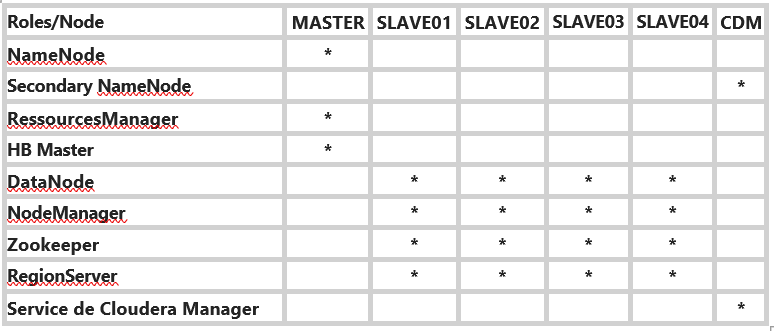 Roles/Node MASTER SLAVE01 SLAVE02 SLAVE03 SLAVE04 CDM
NameNode *
Secondary NameNode *
RessourcesManager *
HB Master *
DataNode * * * *
NodeManager * * * *
Zookeeper * * * *
RegionServer * * * *
Service de Cloudera Manager *